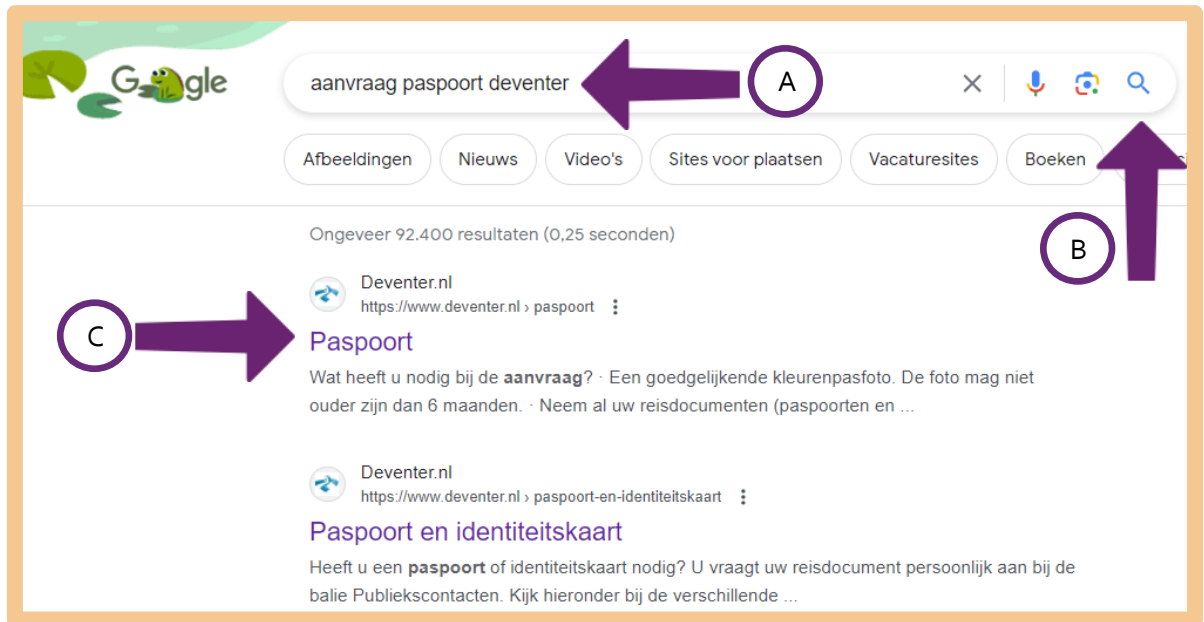 Google
aanvraag paspoort deventer
A
Afbeeldingen Nieuws Video's Sites voor plaatsen Vacaturesites Boeken
B
Ongeveer 92.400 resultaten (0,25 seconden)
Deventer.nl
https://www.deventer.nl › paspoort
C
Paspoort
Wat heeft u nodig bij de aanvraag? · Een goedgelijkende kleurenpasfoto. De foto mag niet
ouder zijn dan 6 maanden. · Neem al uw reisdocumenten (paspoorten en ...
Deventer.nl
https://www.deventer.nl › paspoort-en-identiteitskaart
Paspoort en identiteitskaart
Heeft u een paspoort of identiteitskaart nodig? U vraagt uw reisdocument persoonlijk aan bij de
balie Publiekscontacten. Kijk hieronder bij de verschillende ...